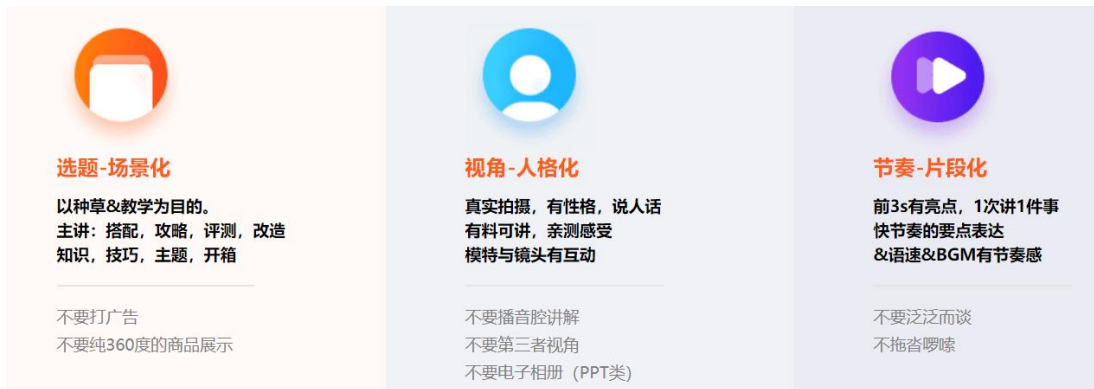 选题-场景化
以种草&教学为目的。
主讲：搭配，攻略，评测，改造
知识，技巧，主题，开箱
不要打广告
不要纯360度的商品展示
视角-人格化
真实拍摄，有性格，说人话
有料可讲，亲测感受
模特与镜头有互动
不要播音腔讲解
不要第三者视角
不要电子相册（PPT类)
节奏-片段化
前3s有亮点，1次讲1件事
快节奏的要点表达
&语速&BGM有节奏感
不要泛泛而谈
不拖沓啰嗦